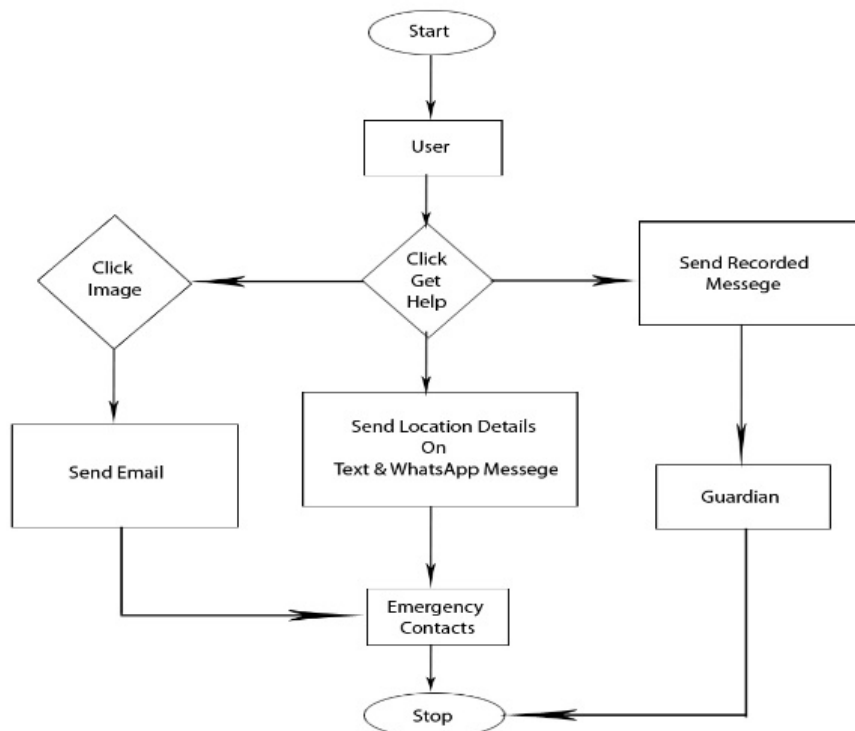 Start
User
Click
Image
Click
Get
Help
Send Recorded
Messege
Send Email
Send Location Details
On
Text & WhatsApp Messege
Guardian
Emergency
Contacts
Stop